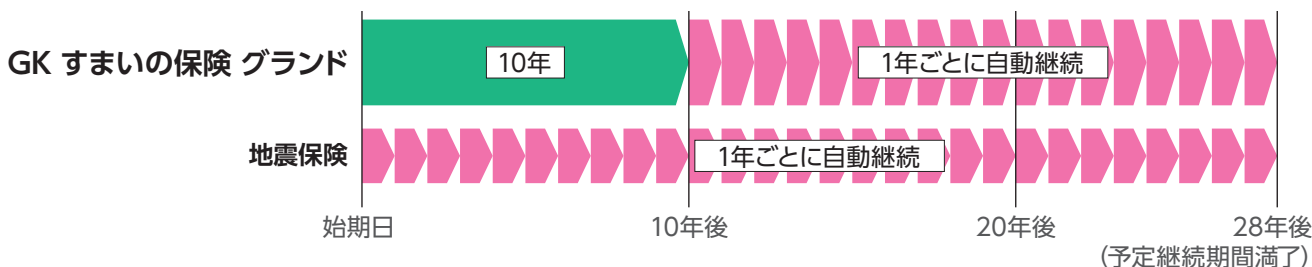 GK すまいの保険 グランド
10年
1年ごとに自動継続
地震保険
1年ごとに自動継続
始期日
10年後
20年後
28年後
(予定継続期間満了)